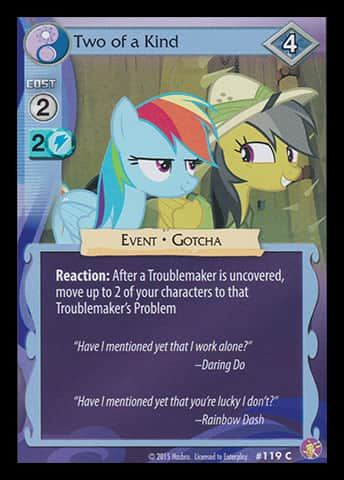 Two of a Kind
4
COST
2
2
EVENT • GOTCHA
Reaction: After a Troublemaker is uncovered,
move up to 2 of your characters to that
Troublemaker's Problem
"Have I mentioned yet that I work alone?"
–Daring Do
"Have I mentioned yet that you're lucky I don't?"
–Rainbow Dash
© 2015 Hasbro. Licensed to Enterplay.
#119 C